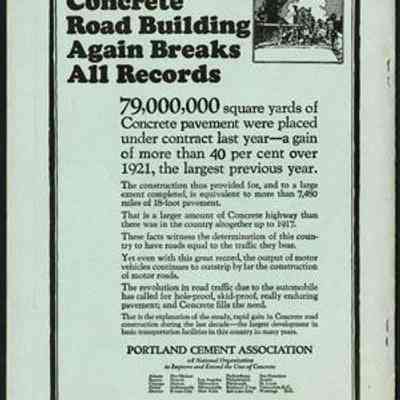 Concrete
Road Building
Again Breaks
All Records
79,000,000 square yards of
Concrete pavement were placed
under contract last year—a gain
of more than 40 per cent over
1921, the largest previous year.
The construction thus provided for, and to a large
extent completed, is equivalent to more than 7,480
miles of 18-foot pavement.
That is a larger amount of Concrete highway than
there was in the country altogether up to 1917.
These facts witness the determination of this coun-
try to have roads equal to the traffic they bear.
Yet even with this great record, the output of motor
vehicles continues to outstrip by far the construction
of motor roads.
The revolution in road traffic due to the automobile
has called for hole-proof, skid-proof, really enduring
pavement; and Concrete fills the need.
That is the explanation of the steady, rapid gain in Concrete road
construction during the last decade—the largest development in
basic transportation facilities in this country in many years.
PORTLAND CEMENT ASSOCIATION
A National Organization
to Improve and Extend the Uses of Concrete